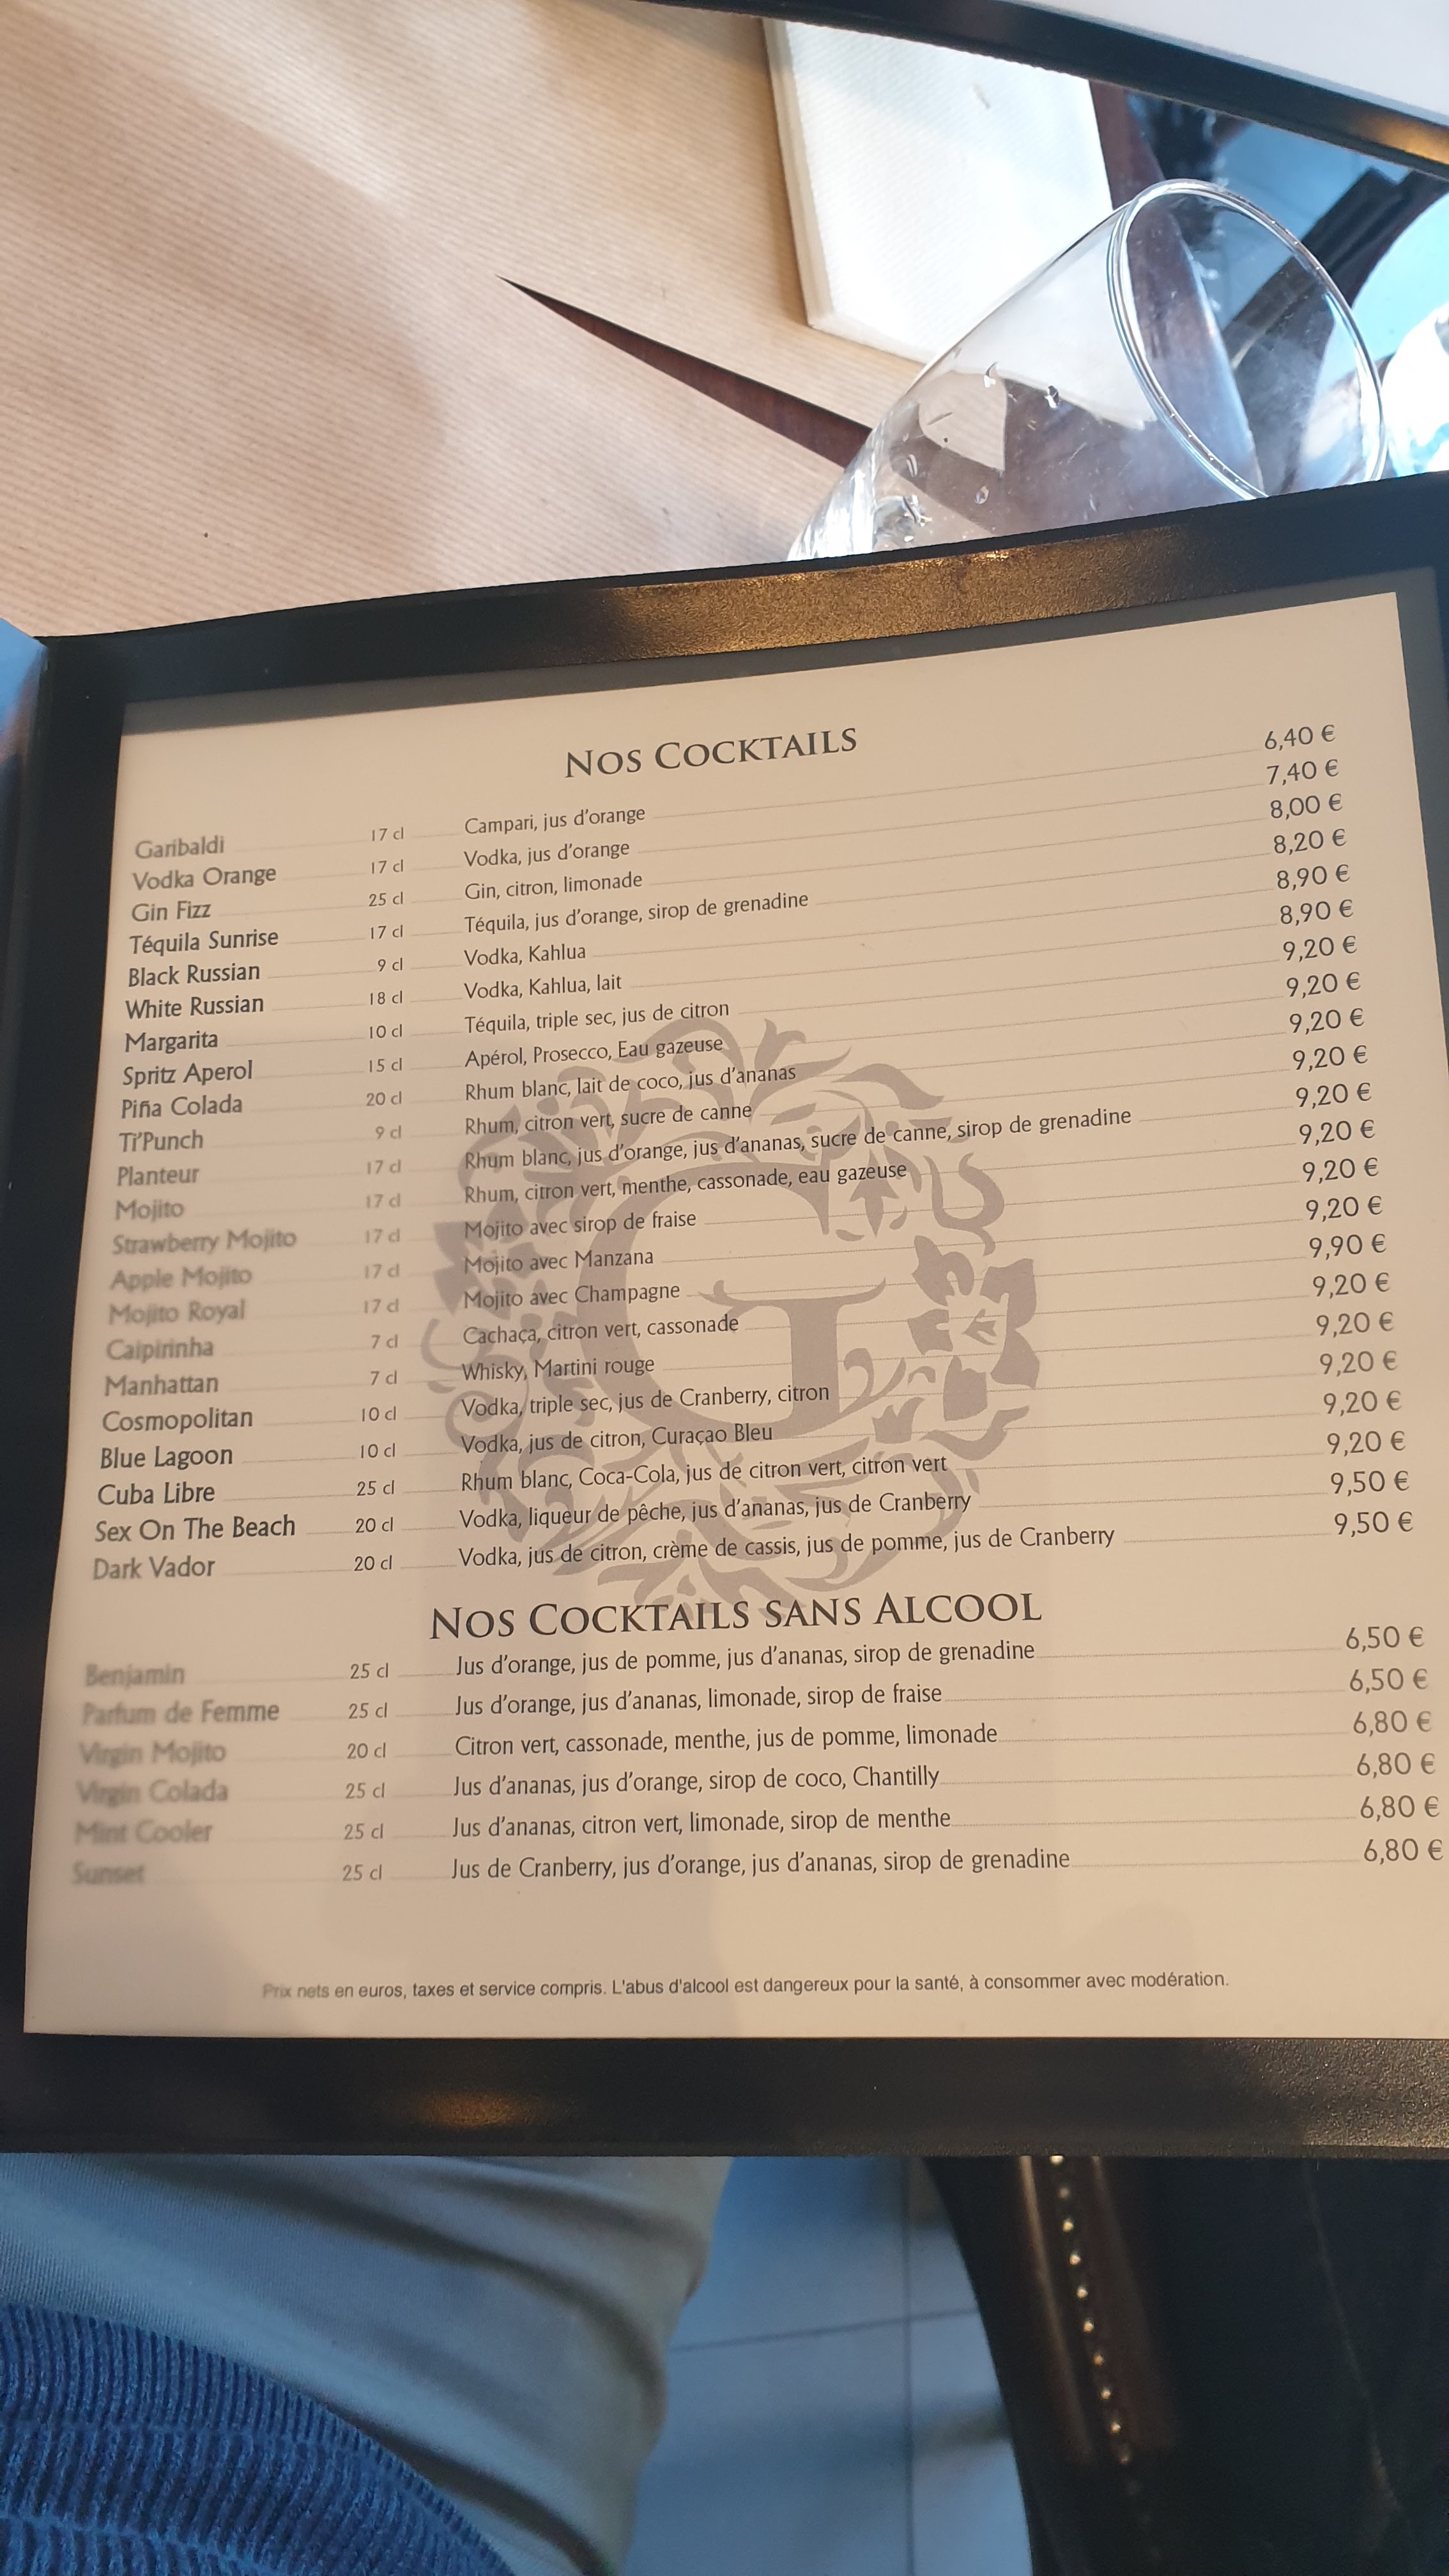 NOS COCKTAILS
Garibaldi 17 cl Campari, jus d'orange 6,40 €
Vodka Orange 17 cl Vodka, jus d'orange 7,40 €
Gin Fizz 25 cl Gin, citron, limonade 8,00 €
Téquila Sunrise 17 cl Téquila, jus d'orange, sirop de grenadine 8,20 €
Black Russian 9 cl Vodka, Kahlua 8,90 €
White Russian 18 cl Vodka, Kahlua, lait 8,90 €
Margarita 10 cl Téquila, triple sec, jus de citron 9,20 €
Spritz Aperol 15 cl Apérol, Prosecco, Eau gazeuse 9,20 €
Piña Colada 20 cl Rhum blanc, lait de coco, jus d'ananas 9,20 €
Ti'Punch 9 cl Rhum, citron vert, sucre de canne 9,20 €
Planteur 17 cl Rhum blanc, jus d'orange, jus d'ananas, sucre de canne, sirop de grenadine 9,20 €
Mojito 17 cl Rhum, citron vert, menthe, cassonade, eau gazeuse 9,20 €
Strawberry Mojito 17 cl Mojito avec sirop de fraise 9,20 €
Apple Mojito 17 cl Mojito avec Manzana 9,20 €
Mojito Royal 17 cl Mojito avec Champagne 9,90 €
Caipirinha 7 cl Cachaça, citron vert, cassonade 9,20 €
Manhattan 7 cl Whisky, Martini rouge 9,20 €
Cosmopolitan 10 cl Vodka, triple sec, jus de Cranberry, citron 9,20 €
Blue Lagoon 10 cl Vodka, jus de citron, Curaçao Bleu 9,20 €
Cuba Libre 25 cl Rhum blanc, Coca-Cola, jus de citron vert, citron vert 9,20 €
Sex On The Beach 20 cl Vodka, liqueur de pêche, jus d'ananas, jus de Cranberry 9,50 €
Dark Vador 20 cl Vodka, jus de citron, crème de cassis, jus de pomme, jus de Cranberry 9,50 €
NOS COCKTAILS SANS ALCOOL
Benjamin 25 cl Jus d'orange, jus de pomme, jus d'ananas, sirop de grenadine 6,50 €
Parfum de Femme 25 cl Jus d'orange, jus d'ananas, limonade, sirop de fraise 6,50 €
Virgin Mojito 20 cl Citron vert, cassonade, menthe, jus de pomme, limonade 6,80 €
Virgin Colada 25 cl Jus d'ananas, jus d'orange, sirop de coco, Chantilly 6,80 €
Mint Cooler 25 cl Jus d'ananas, citron vert, limonade, sirop de menthe 6,80 €
Sunset 25 cl Jus de Cranberry, jus d'orange, jus d'ananas, sirop de grenadine 6,80 €
Prix nets en euros, taxes et service compris. L'abus d'alcool est dangereux pour la santé, à consommer avec modération.